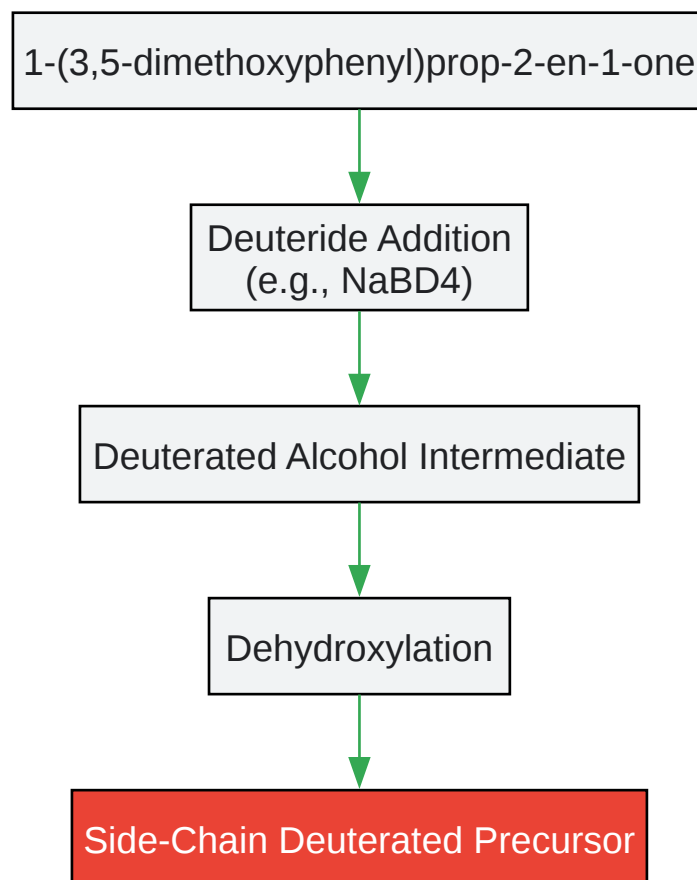 1-(3,5-dimethoxyphenyl)prop-2-en-1-one
Deuteride Addition
(e.g., NaBD4)
Deuterated Alcohol Intermediate
Dehydroxylation
Side-Chain Deuterated Precursor